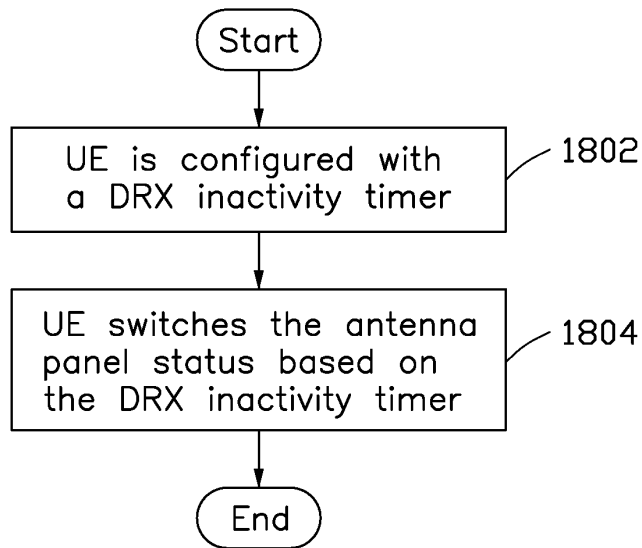 Start
UE is configured with
a DRX inactivity timer
1802
UE switches the antenna
panel status based on
the DRX inactivity timer
1804
End